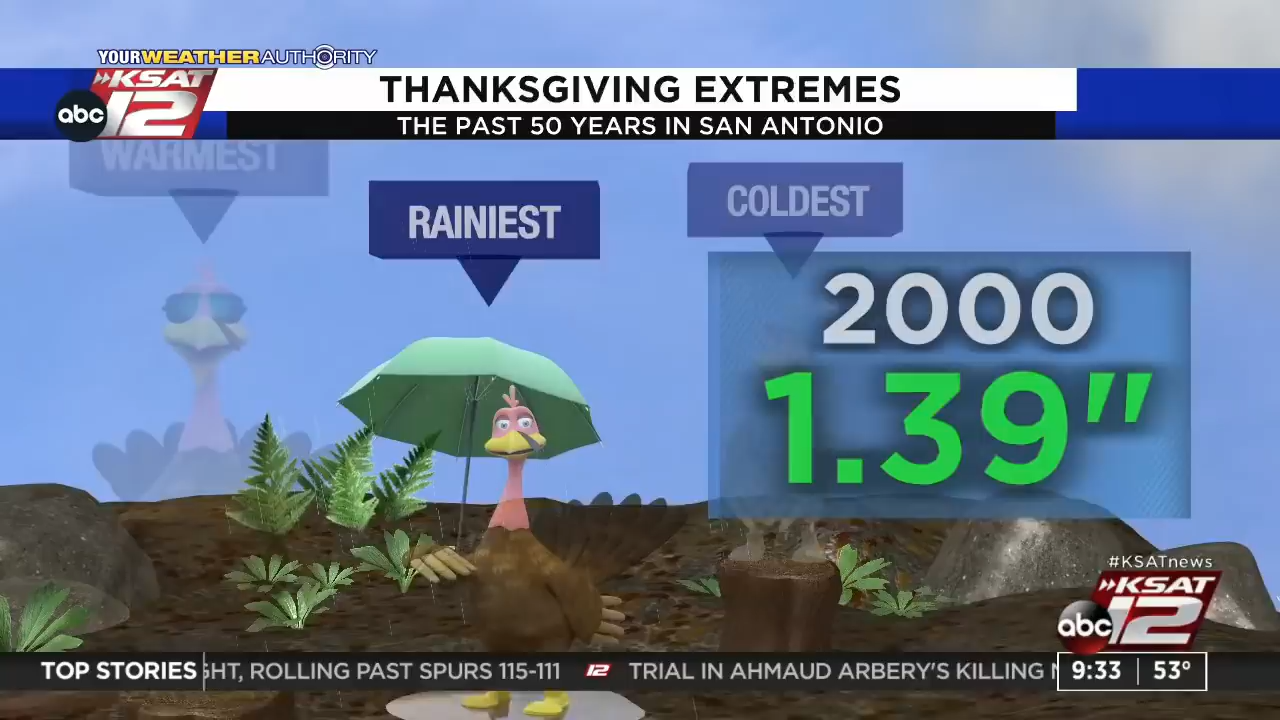 YOURWEATHERAUTHORITY
KSAT
abc 12
THANKSGIVING EXTREMES
THE PAST 50 YEARS IN SAN ANTONIO
WARMEST
RAINIEST
COLDEST
2000
1.39"
#KSATnews
KSAT
abc 12
TOP STORIES GHT, ROLLING PAST SPURS 115-111 12 TRIAL IN AHMAUD ARBERY'S KILLING
9:33 53°